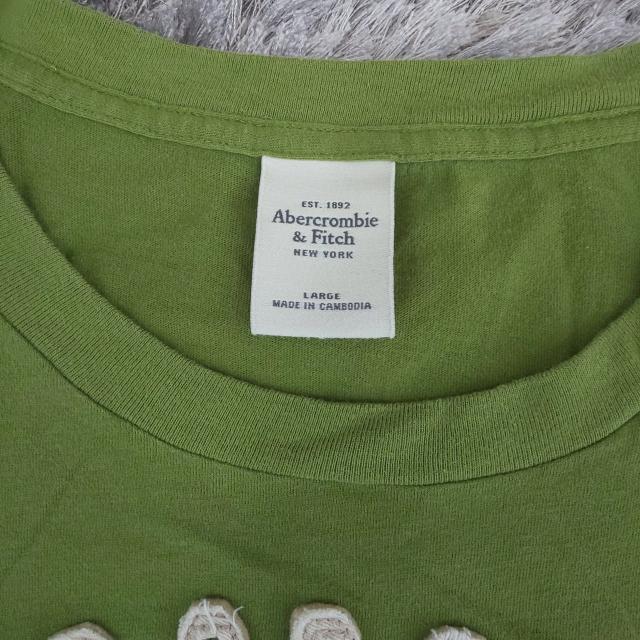 EST. 1892
Abercrombie
& Fitch
NEW YORK
LARGE
MADE IN CAMBODIA